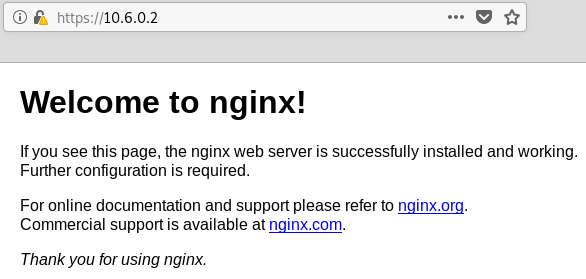 https://10.6.0.2
Welcome to nginx!
If you see this page, the nginx web server is successfully installed and working.
Further configuration is required.
For online documentation and support please refer to nginx.org.
Commercial support is available at nginx.com.
Thank you for using nginx.